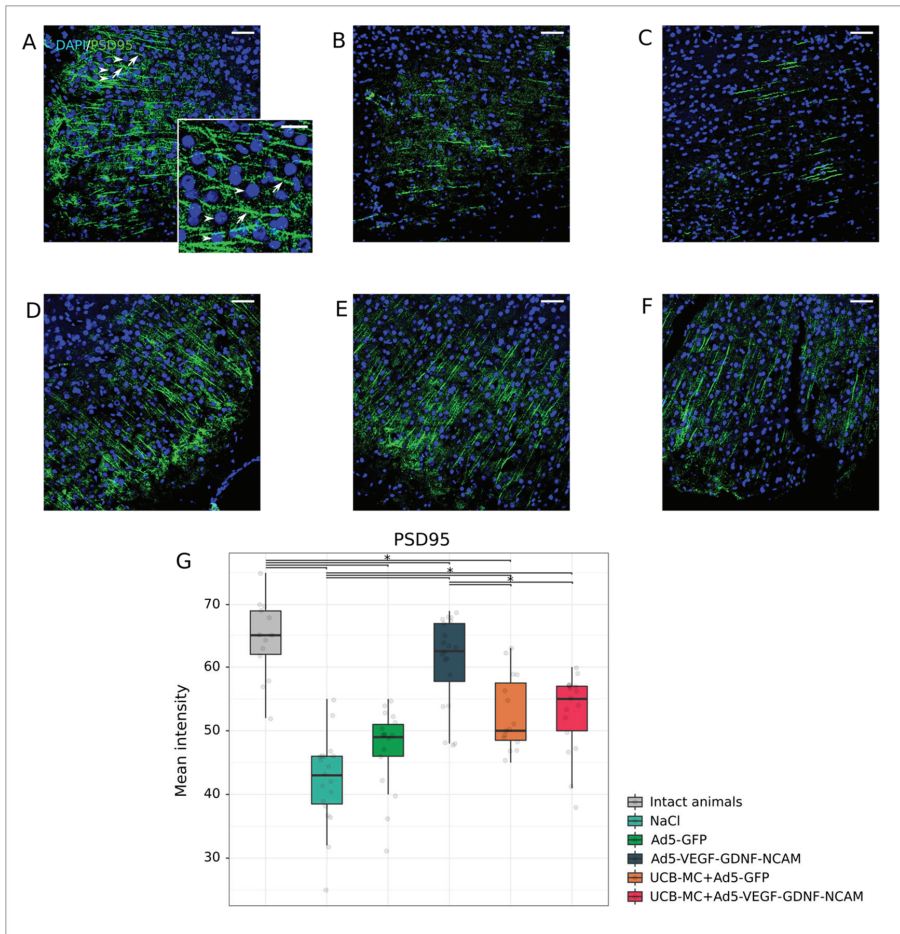 A
DAPI/PSD95
B
C
D
E
F
G
PSD95
*
*
*
Mean intensity
70
60
50
40
30
Intact animals
NaCl
Ad5-GFP
Ad5-VEGF-GDNF-NCAM
UCB-MC+Ad5-GFP
UCB-MC+Ad5-VEGF-GDNF-NCAM